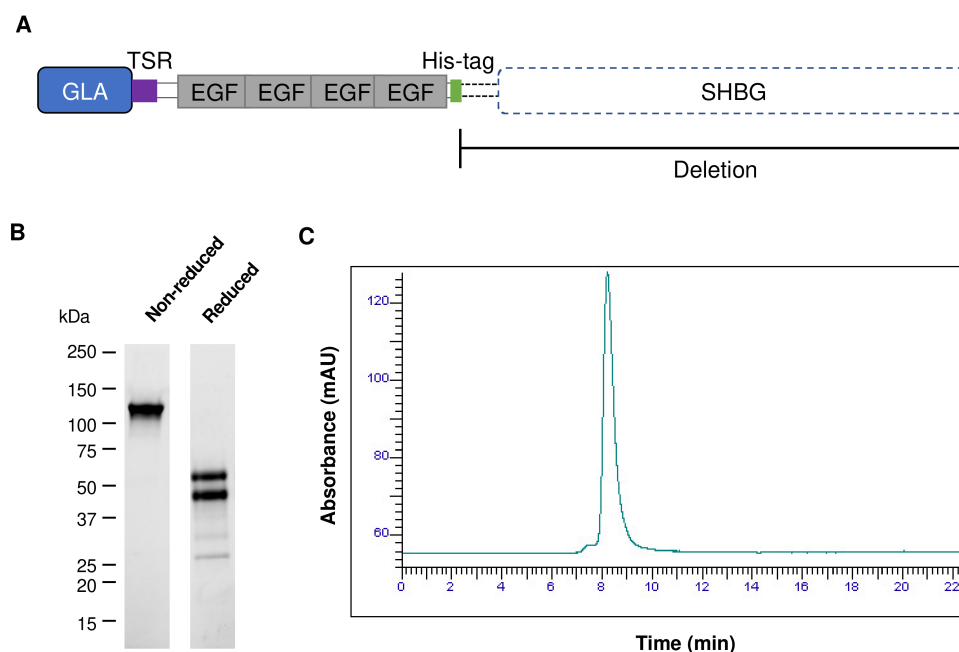 A
TSR
His-tag
GLA
EGF EGF EGF EGF
SHBG
Deletion
B
C
kDa
Non-reduced
Reduced
250
150
100
75
50
37
25
20
15
Absorbance (mAU)
120
100
80
60
0 2 4 6 8 10 12 14 16 18 20 22
Time (min)